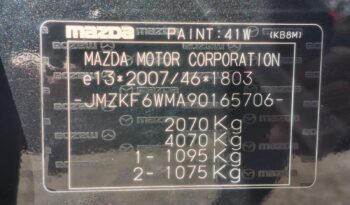 mazda PAINT:41W (KB8M)
MAZDA MOTOR CORPORATION
e13*2007/46*1803
-JMZKF6WMA90165706-
2070 Kg
4070 Kg
1- 1095 Kg
2- 1075 Kg